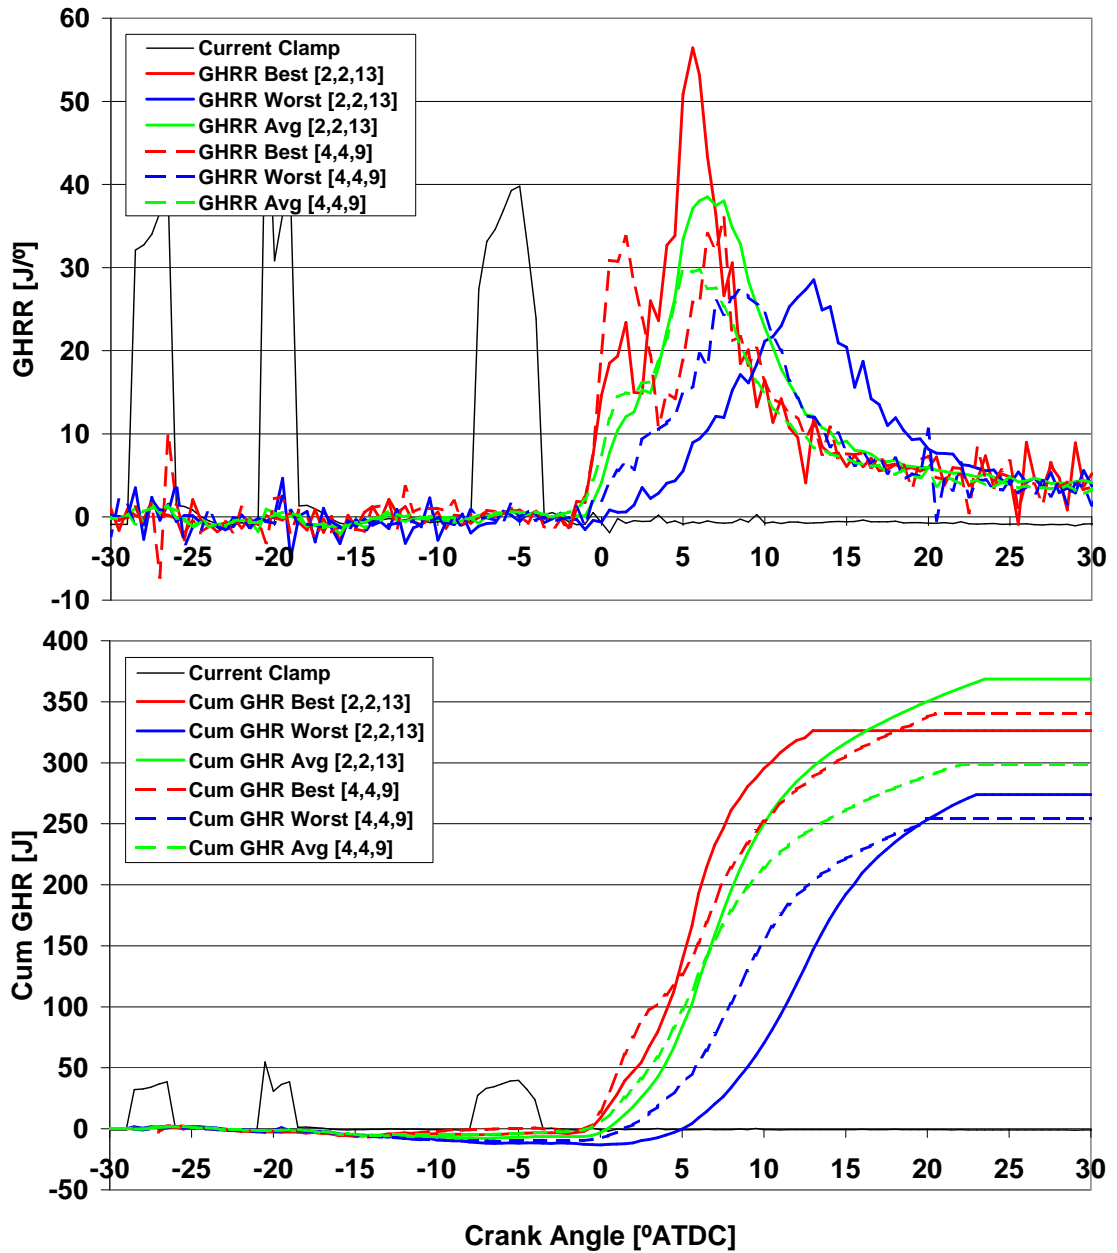 60
50
40
30
20
10
0
-10
GHRR [J/º]
Current Clamp
GHRR Best [2,2,13]
GHRR Worst [2,2,13]
GHRR Avg [2,2,13]
GHRR Best [4,4,9]
GHRR Worst [4,4,9]
GHRR Avg [4,4,9]
-30 -25 -20 -15 -10 -5 0 5 10 15 20 25 30
400
350
300
250
200
150
100
50
0
-50
Cum GHR [J]
Current Clamp
Cum GHR Best [2,2,13]
Cum GHR Worst [2,2,13]
Cum GHR Avg [2,2,13]
Cum GHR Best [4,4,9]
Cum GHR Worst [4,4,9]
Cum GHR Avg [4,4,9]
-30 -25 -20 -15 -10 -5 0 5 10 15 20 25 30
Crank Angle [ºATDC]